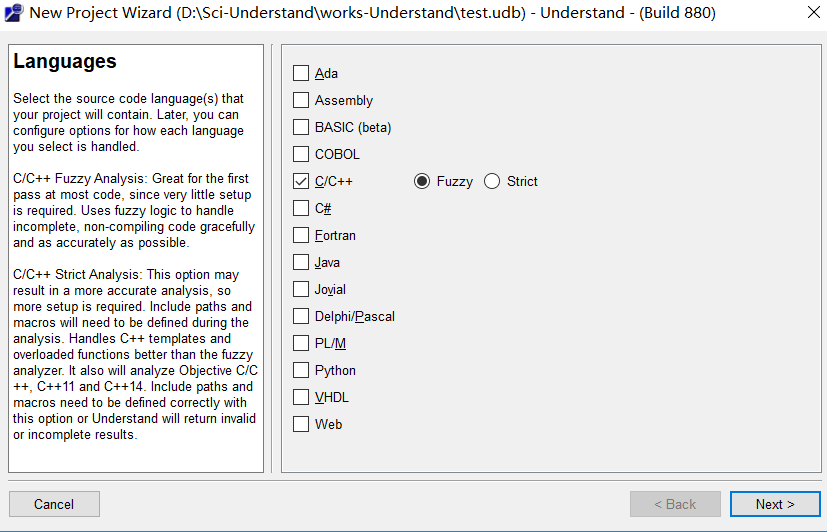 New Project Wizard (D:\Sci-Understand\works-Understand\test.udb) - Understand - (Build 880)
Languages
Select the source code language(s) that
your project will contain. Later, you can
configure options for how each language
you select is handled.
C/C++ Fuzzy Analysis: Great for the first
pass at most code, since very little setup
is required. Uses fuzzy logic to handle
incomplete, non-compiling code gracefully
and as accurately as possible.
C/C++ Strict Analysis: This option may
result in a more accurate analysis, so
more setup is required. Include paths and
macros will need to be defined during the
analysis. Handles C++ templates and
overloaded functions better than the fuzzy
analyzer. It also will analyze Objective C/C
++, C++11 and C++14. Include paths and
macros need to be defined correctly with
this option or Understand will return invalid
or incomplete results.
Ada
Assembly
BASIC (beta)
COBOL
C/C++ Fuzzy Strict
C#
Fortran
Java
Jovial
Delphi/Pascal
PL/M
Python
VHDL
Web
Cancel < Back Next >